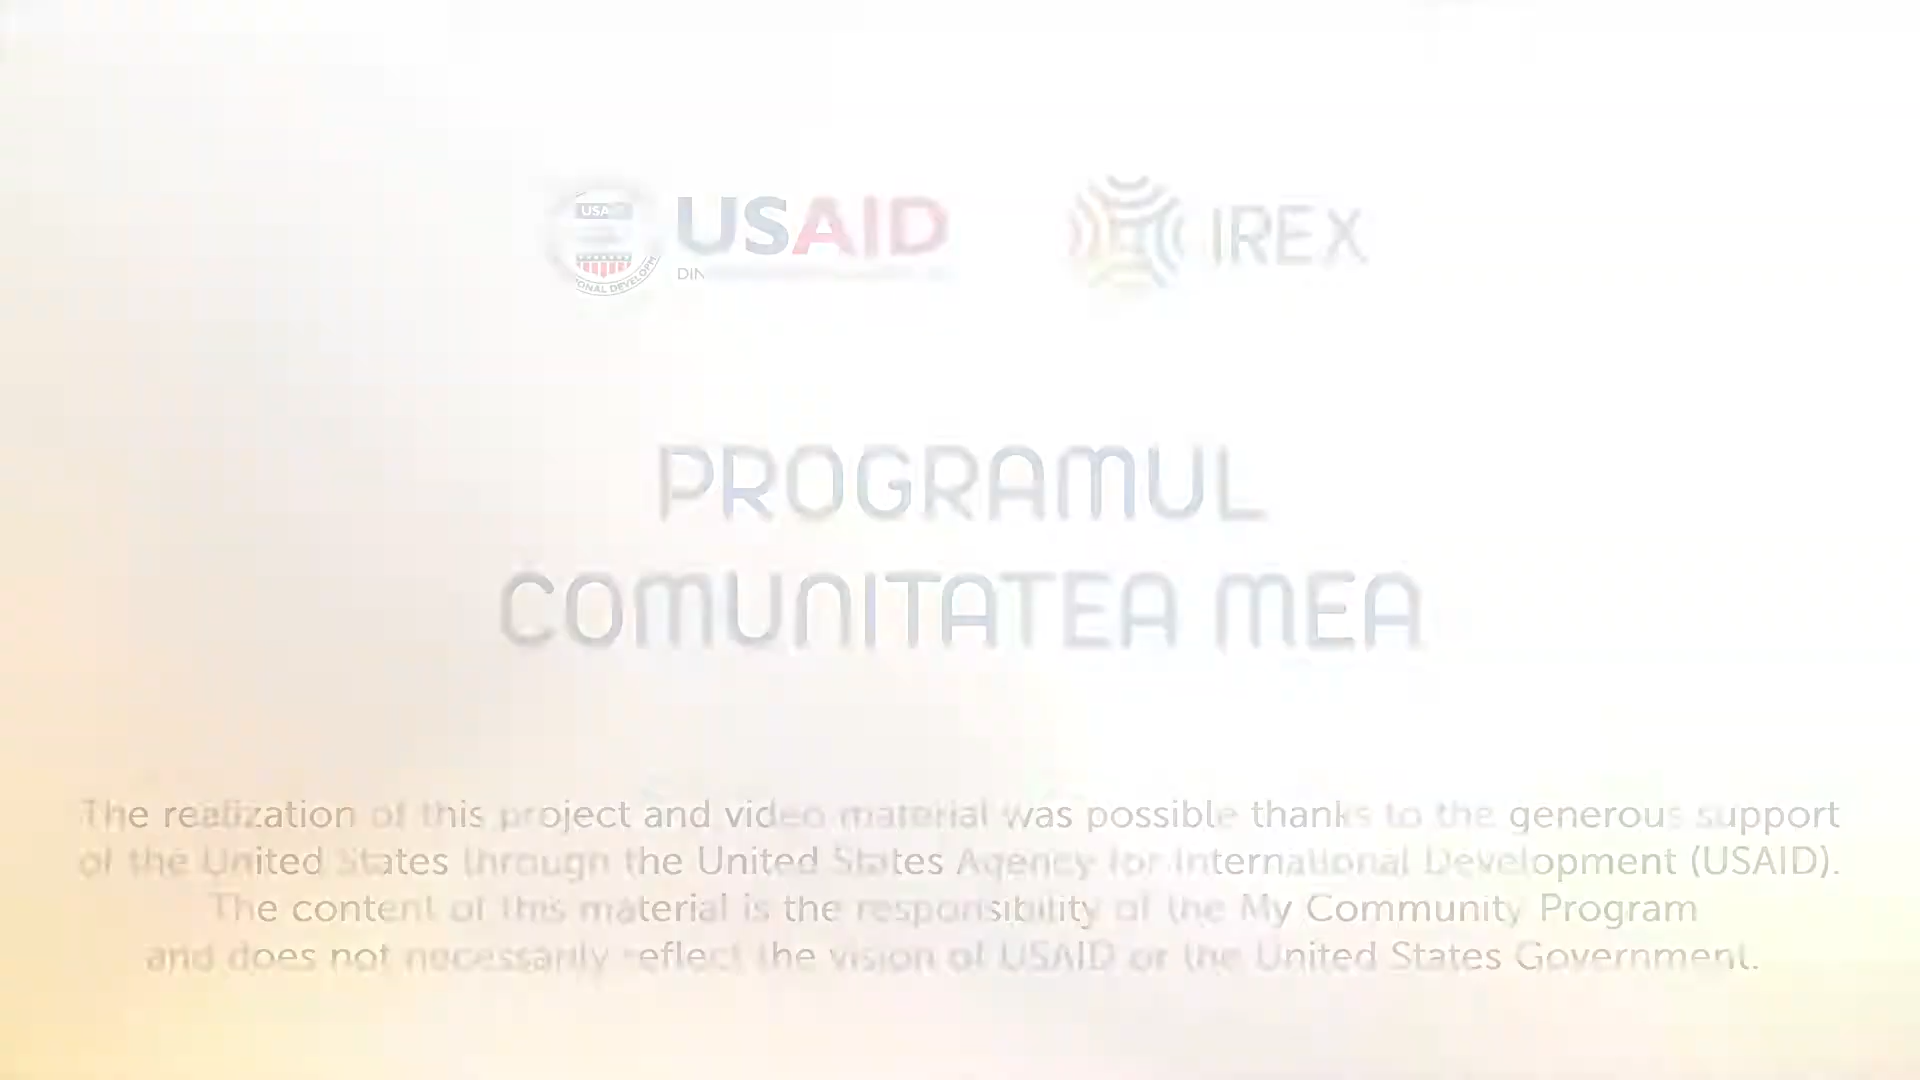 USAID
IREX
DIN
ONAL DEVELOPM
PROGRAMUL
COMUNITATEA MEA
The realization of this project and video material was possible thanks to the generous support
of the United States through the United States Agency for International Development (USAID).
The content of this material is the responsibility of the My Community Program
and does not necessarily reflect the vision of USAID or the United States Government.